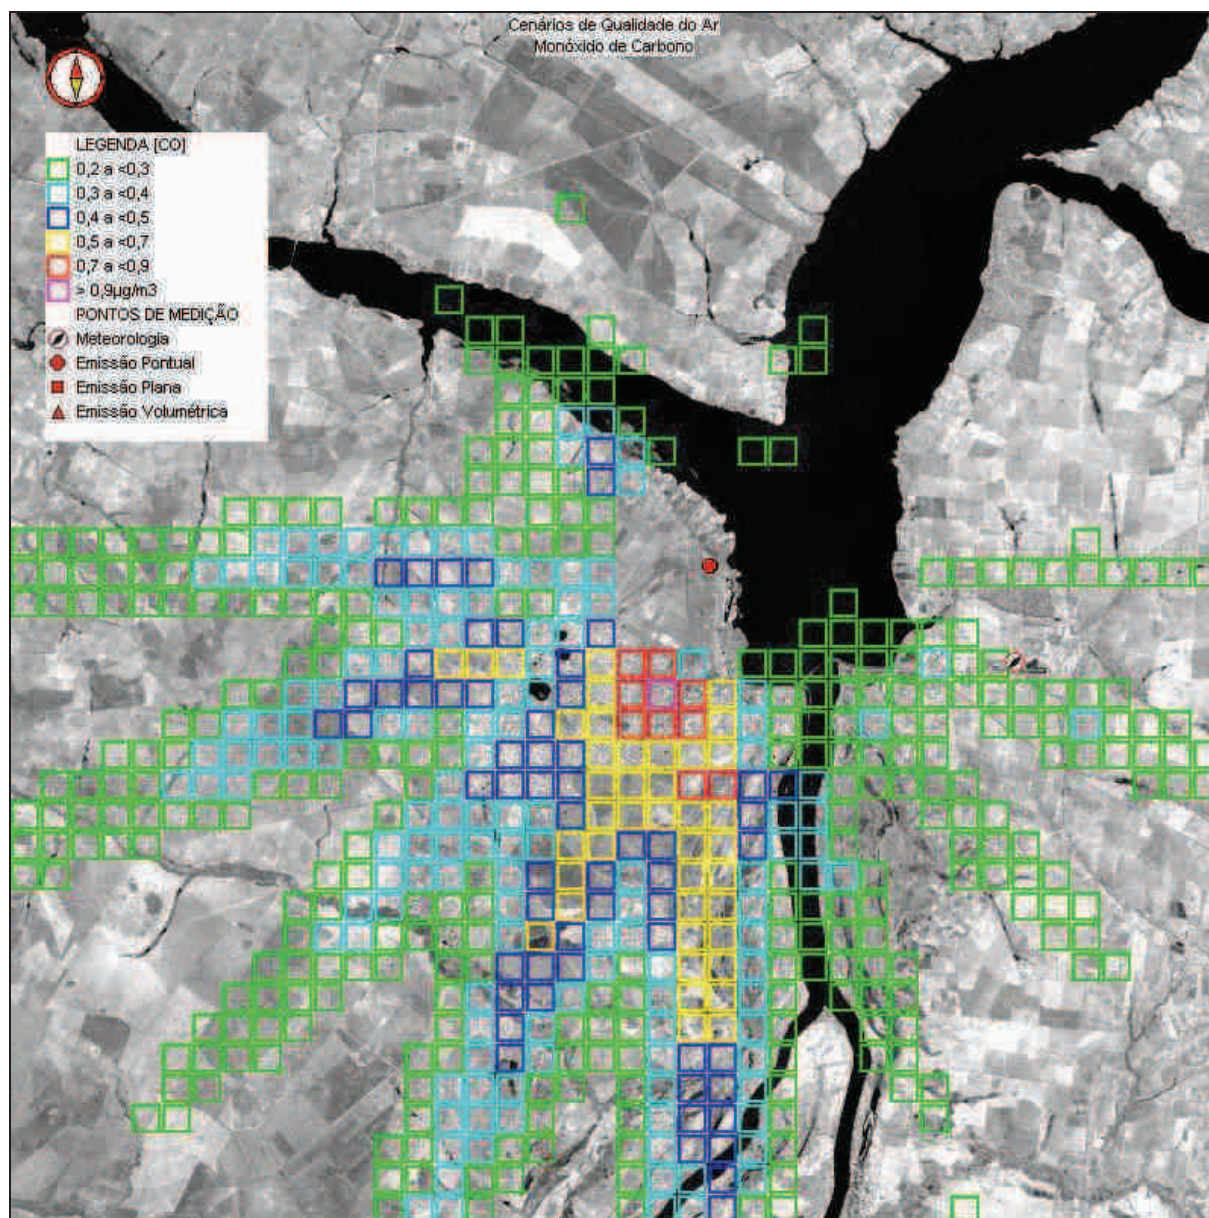 Cenários de Qualidade do Ar
Monóxido de Carbono
LEGENDA [CO]
0,2 a <0,3
0,3 a <0,4
0,4 a <0,5
0,5 a <0,7
0,7 a <0,9
> 0,9µg/m3
PONTOS DE MEDIÇÃO
Meteorologia
Emissão Pontual
Emissão Plana
Emissão Volumétrica